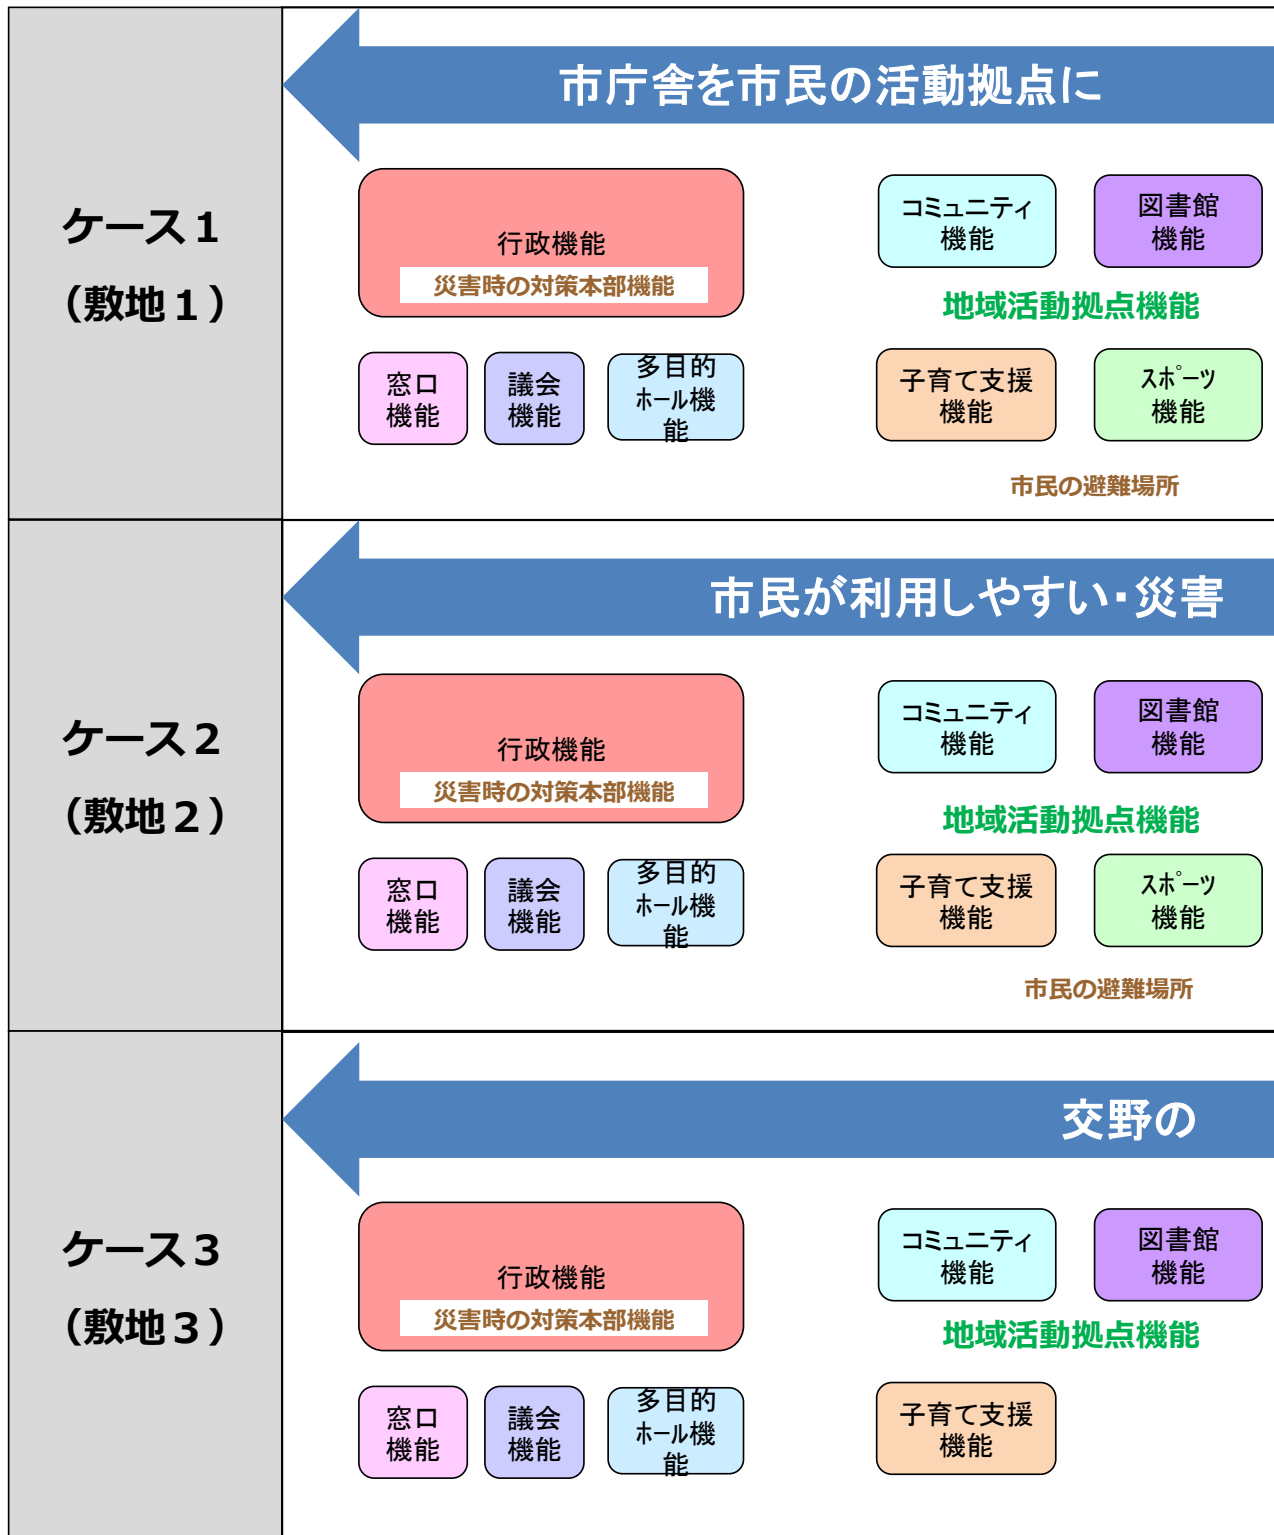 ケース１
（敷地１）
市庁舎を市民の活動拠点に
行政機能
災害時の対策本部機能
コミュニティ
機能
図書館
機能
地域活動拠点機能
窓口
機能
議会
機能
多目的
ﾎｰﾙ機
能
子育て支援
機能
ｽﾎﾟｰﾂ
機能
市民の避難場所
ケース２
（敷地２）
市民が利用しやすい・災害
行政機能
災害時の対策本部機能
コミュニティ
機能
図書館
機能
地域活動拠点機能
窓口
機能
議会
機能
多目的
ﾎｰﾙ機
能
子育て支援
機能
ｽﾎﾟｰﾂ
機能
市民の避難場所
ケース３
（敷地３）
交野の
行政機能
災害時の対策本部機能
コミュニティ
機能
図書館
機能
地域活動拠点機能
窓口
機能
議会
機能
多目的
ﾎｰﾙ機
能
子育て支援
機能